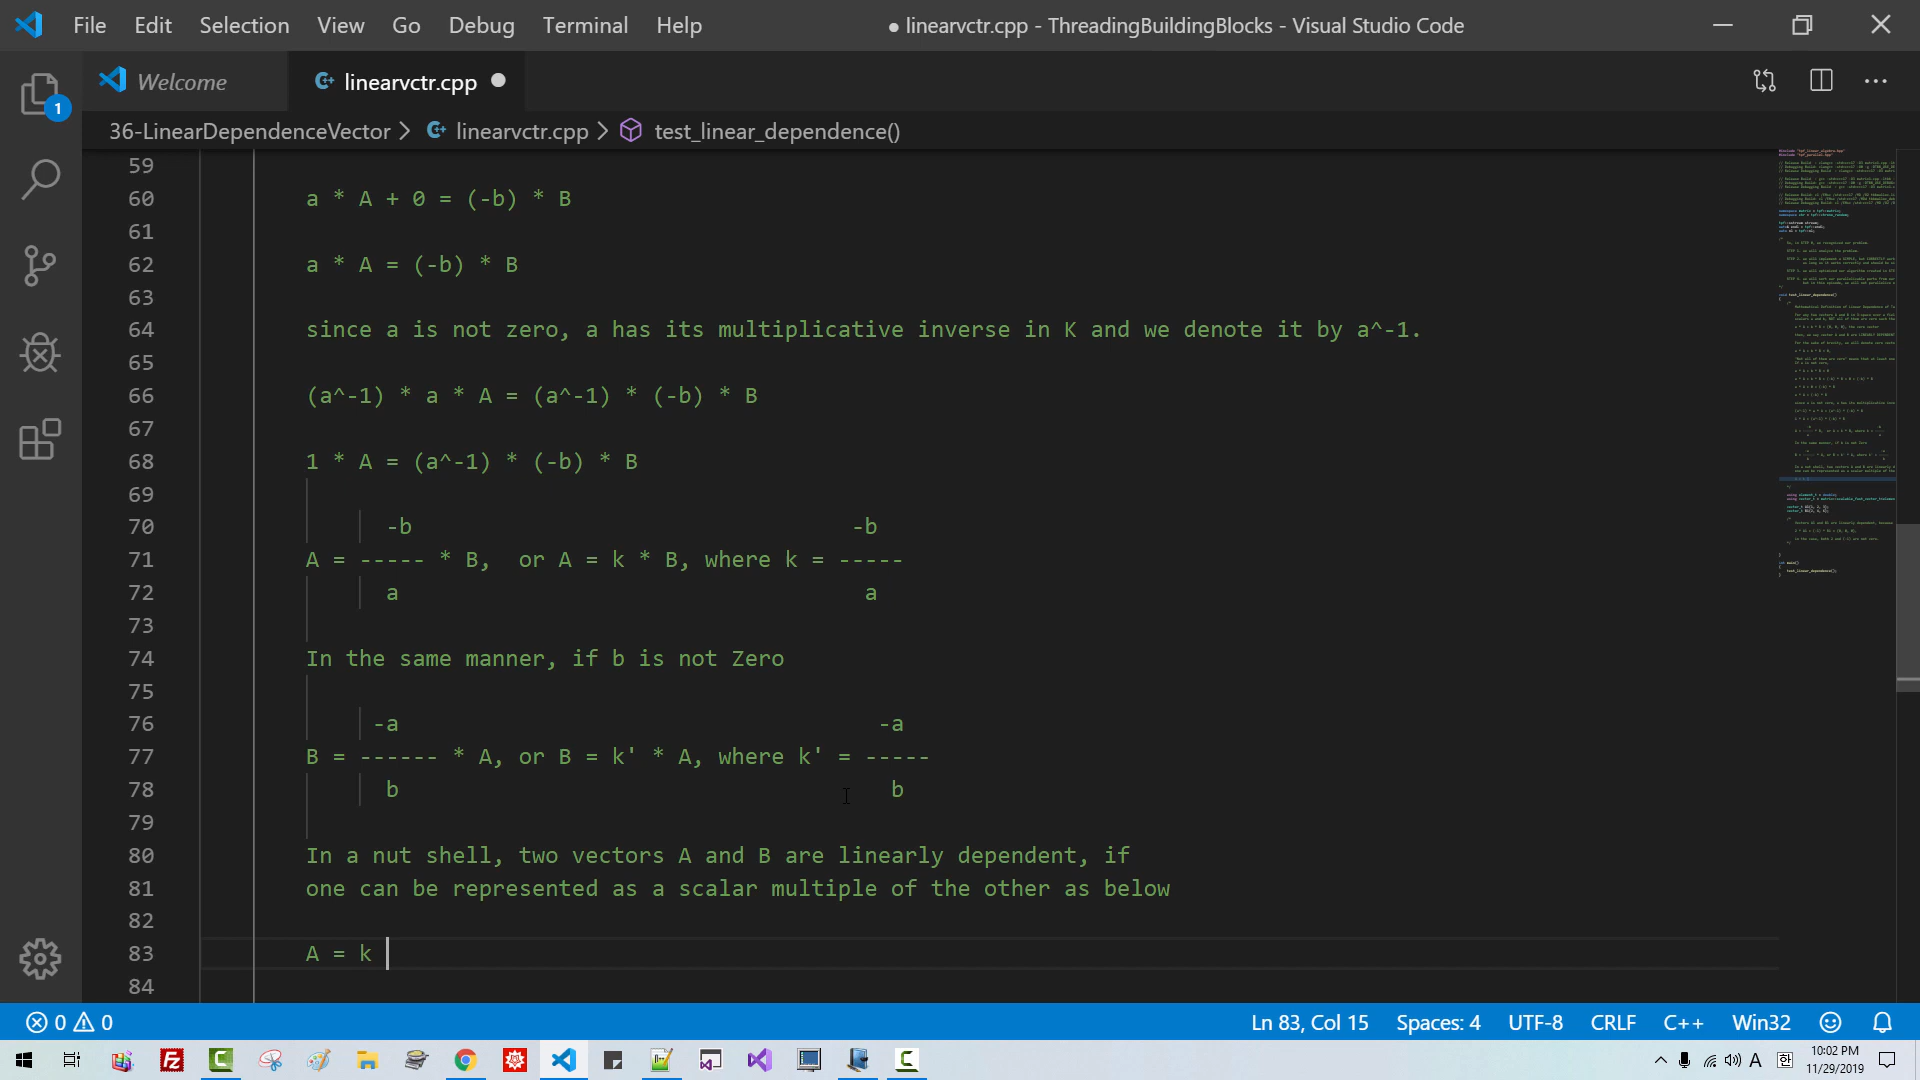 File Edit Selection View Go Debug Terminal Help ● linearvctr.cpp - ThreadingBuildingBlocks - Visual Studio Code
Welcome linearvctr.cpp
1
36-LinearDependenceVector > linearvctr.cpp > test_linear_dependence()
59
60 a * A + 0 = (-b) * B
61
62 a * A = (-b) * B
63
64 since a is not zero, a has its multiplicative inverse in K and we denote it by a^-1.
65
66 (a^-1) * a * A = (a^-1) * (-b) * B
67
68 1 * A = (a^-1) * (-b) * B
69
70 -b -b
71 A = ----- * B, or A = k * B, where k = -----
72 a a
73
74 In the same manner, if b is not Zero
75
76 -a -a
77 B = ------ * A, or B = k' * A, where k' = -----
78 b b
79
80 In a nut shell, two vectors A and B are linearly dependent, if
81 one can be represented as a scalar multiple of the other as below
82
83 A = k
84
0 0 Ln 83, Col 15 Spaces: 4 UTF-8 CRLF C++ Win32
A 한 10:02 PM
11/29/2019